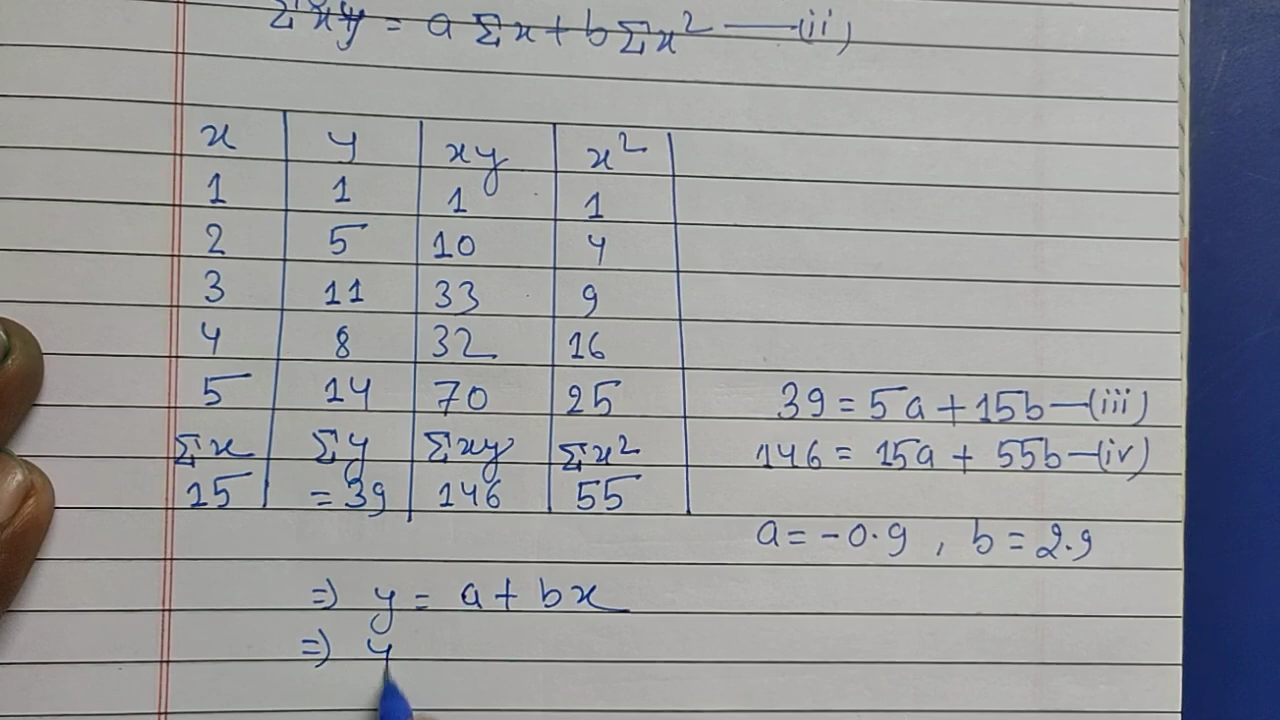 Σxy = a Σx + bΣx² —(ii)
x y xy x²
1 1 1 1
2 5 10 4
3 11 33 9
4 8 32 16
5 14 70 25
39 = 5a + 15b —(iii)
Σx Σy Σxy Σx²
146 = 15a + 55b —(iv)
15 = 39 146 55
a = -0.9 , b = 2.9
⇒ y = a + bx
⇒ y